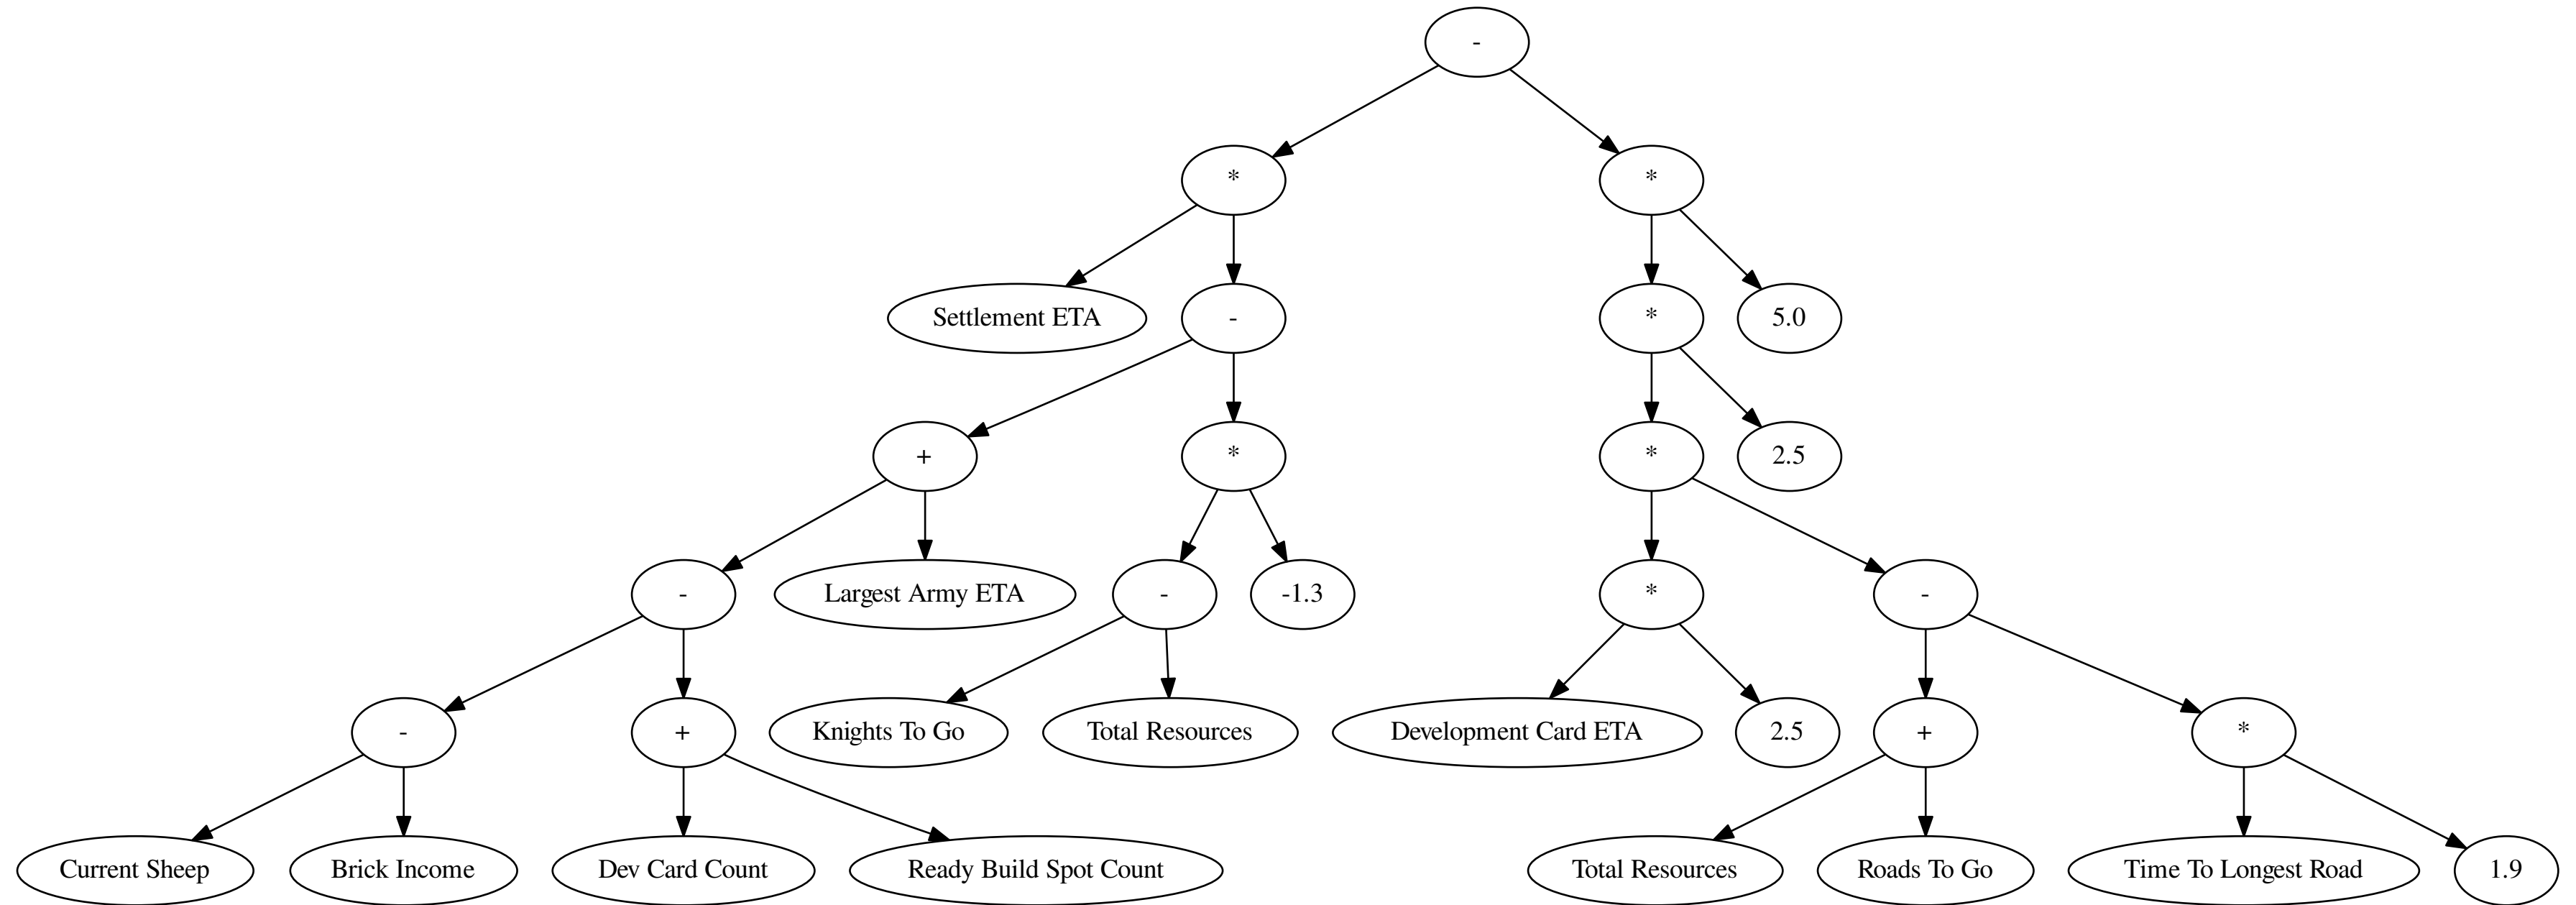 -
*
*
Settlement ETA
-
*
5.0
+
*
*
2.5
-
Largest Army ETA
-
-1.3
*
-
-
+
Knights To Go
Total Resources
Development Card ETA
2.5
+
*
Current Sheep
Brick Income
Dev Card Count
Ready Build Spot Count
Total Resources
Roads To Go
Time To Longest Road
1.9